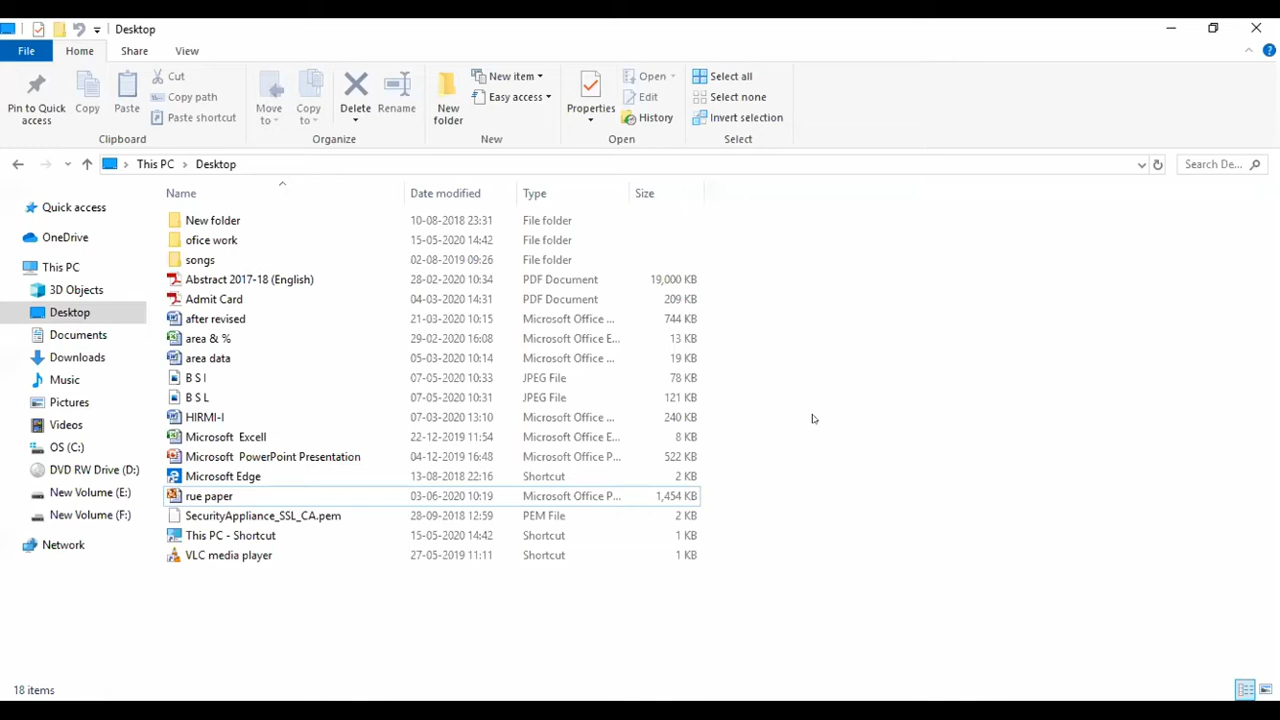 Desktop
File Home Share View
Pin to Quick access
Copy
Paste
Cut
Copy path
Paste shortcut
Clipboard
Move to
Copy to
Delete
Rename
Organize
New folder
New item
Easy access
New
Properties
Open
Edit
History
Open
Select all
Select none
Invert selection
Select
This PC > Desktop
Search De...
Quick access
OneDrive
This PC
3D Objects
Desktop
Documents
Downloads
Music
Pictures
Videos
OS (C:)
DVD RW Drive (D:)
New Volume (E:)
New Volume (F:)
Network
Name Date modified Type Size
New folder 10-08-2018 23:31 File folder
ofice work 15-05-2020 14:42 File folder
songs 02-08-2019 09:26 File folder
Abstract 2017-18 (English) 28-02-2020 10:34 PDF Document 19,000 KB
Admit Card 04-03-2020 14:31 PDF Document 209 KB
after revised 21-03-2020 10:15 Microsoft Office ... 744 KB
area & % 29-02-2020 16:08 Microsoft Office E... 13 KB
area data 05-03-2020 10:14 Microsoft Office ... 19 KB
B S I 07-05-2020 10:33 JPEG File 78 KB
B S L 07-05-2020 10:31 JPEG File 121 KB
HIRMI-I 07-03-2020 13:10 Microsoft Office ... 240 KB
Microsoft Excell 22-12-2019 11:54 Microsoft Office E... 8 KB
Microsoft PowerPoint Presentation 04-12-2019 16:48 Microsoft Office P... 522 KB
Microsoft Edge 13-08-2018 22:16 Shortcut 2 KB
rue paper 03-06-2020 10:19 Microsoft Office P... 1,454 KB
SecurityAppliance_SSL_CA.pem 28-09-2018 12:59 PEM File 2 KB
This PC - Shortcut 15-05-2020 14:42 Shortcut 1 KB
VLC media player 27-05-2019 11:11 Shortcut 1 KB
18 items